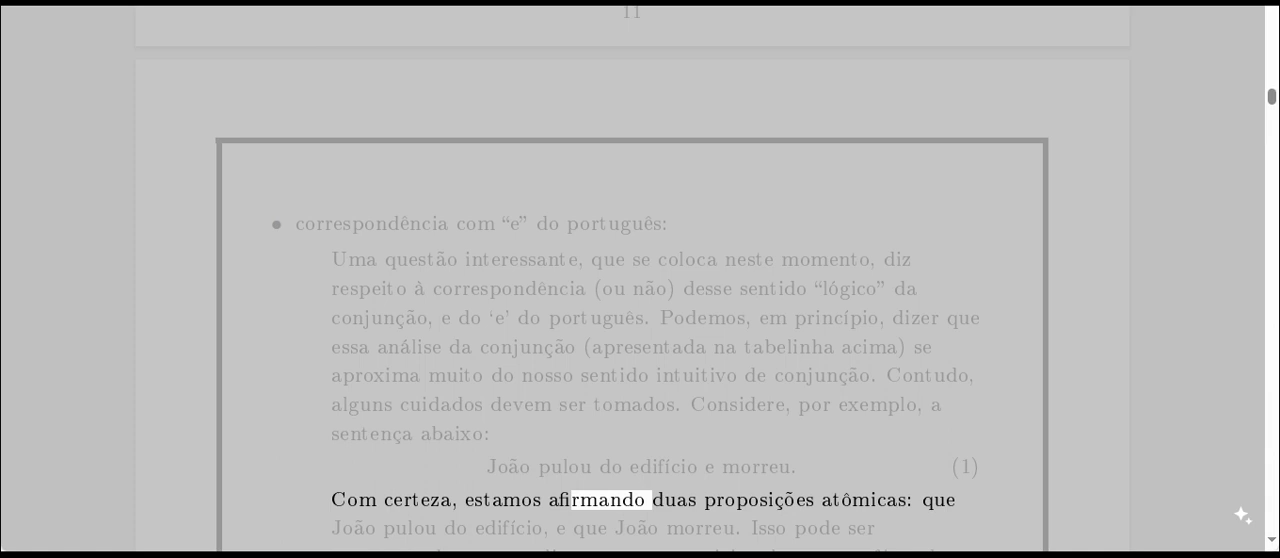 11
• correspondência com “e” do português:
Uma questão interessante, que se coloca neste momento, diz
respeito à correspondência (ou não) desse sentido “lógico” da
conjunção, e do ‘e’ do português. Podemos, em princípio, dizer que
essa análise da conjunção (apresentada na tabelinha acima) se
aproxima muito do nosso sentido intuitivo de conjunção. Contudo,
alguns cuidados devem ser tomados. Considere, por exemplo, a
sentença abaixo:
João pulou do edifício e morreu. (1)
Com certeza, estamos afirmando duas proposições atômicas: que
João pulou do edifício, e que João morreu. Isso pode ser